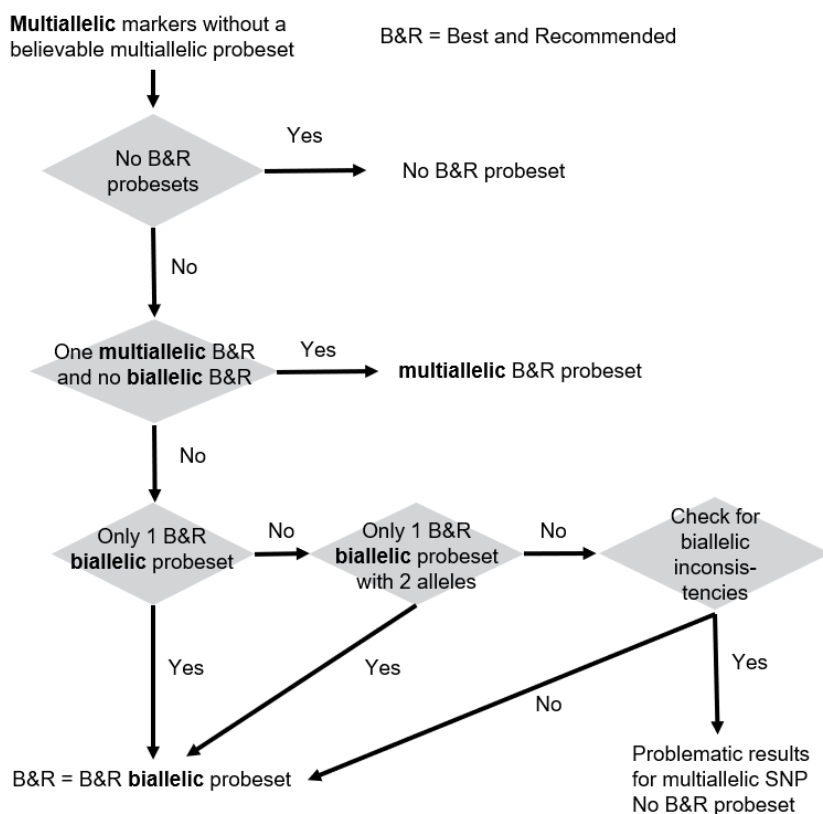 Multiallelic markers without a
believable multiallelic probeset
B&R = Best and Recommended
No B&R
probesets
Yes
No B&R probeset
No
One multiallelic B&R
and no biallelic B&R
Yes
multiallelic B&R probeset
No
Only 1 B&R
biallelic probeset
No
Only 1 B&R
biallelic probeset
with 2 alleles
No
Check for
biallelic
inconsis-
tencies
Yes
Yes
No
Yes
B&R = B&R biallelic probeset
Problematic results
for multiallelic SNP
No B&R probeset